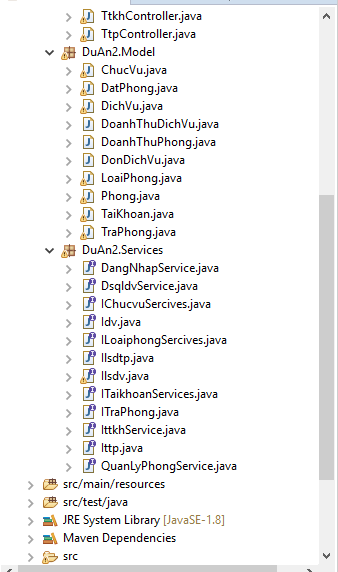 TtkhController.java
TtpController.java
DuAn2.Model
ChucVu.java
DatPhong.java
DichVu.java
DoanhThuDichVu.java
DoanhThuPhong.java
DonDichVu.java
LoaiPhong.java
Phong.java
TaiKhoan.java
TraPhong.java
DuAn2.Services
DangNhapService.java
DsqldvService.java
IChucvuSercives.java
Idv.java
ILoaiphongSercives.java
Ilsdtp.java
Ilsdv.java
ITaikhoanServices.java
ITraPhong.java
IttkhService.java
Ittp.java
QuanLyPhongService.java
src/main/resources
src/test/java
JRE System Library [JavaSE-1.8]
Maven Dependencies
src